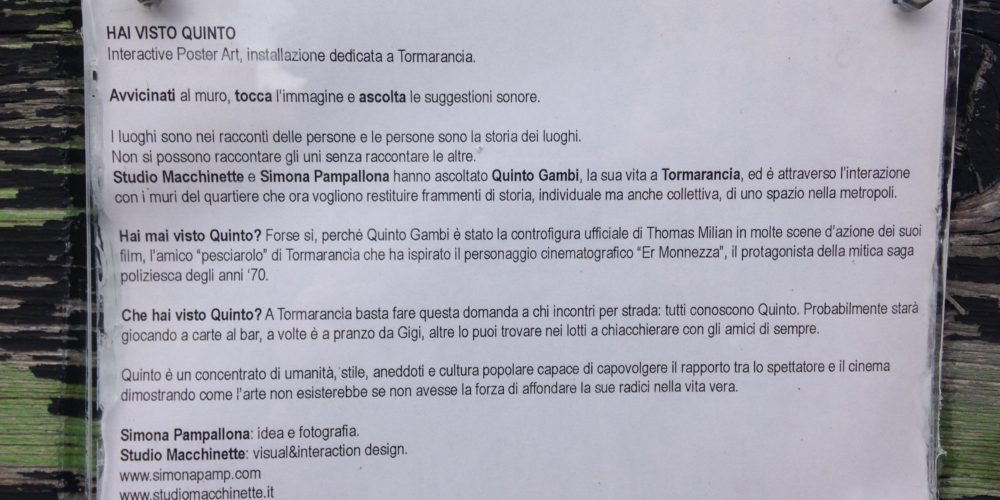 HAI VISTO QUINTO
Interactive Poster Art, installazione dedicata a Tormarancia.
Avvicinati al muro, tocca l'immagine e ascolta le suggestioni sonore.
I luoghi sono nei racconti delle persone e le persone sono la storia dei luoghi.
Non si possono raccontare gli uni senza raccontare le altre.
Studio Macchinette e Simona Pampallona hanno ascoltato Quinto Gambi, la sua vita a Tormarancia, ed è attraverso l'interazione
con i muri del quartiere che ora vogliono restituire frammenti di storia, individuale ma anche collettiva, di uno spazio nella metropoli.
Hai mai visto Quinto? Forse si, perché Quinto Gambi è stato la controfigura ufficiale di Thomas Milian in molte scene d'azione dei suoi
film, l'amico "pesciarolo" di Tormarancia che ha ispirato il personaggio cinematografico "Er Monnezza", il protagonista della mitica saga
poliziesca degli anni '70.
Che hai visto Quinto? A Tormarancia basta fare questa domanda a chi incontri per strada: tutti conoscono Quinto. Probabilmente starà
giocando a carte al bar, a volte è a pranzo da Gigi, altre lo puoi trovare nei lotti a chiacchierare con gli amici di sempre.
Quinto è un concentrato di umanità, stile, aneddoti e cultura popolare capace di capovolgere il rapporto tra lo spettatore e il cinema
dimostrando come l'arte non esisterebbe se non avesse la forza di affondare la sue radici nella vita vera.
Simona Pampallona: idea e fotografia.
Studio Macchinette: visual&interaction design.
www.simonapamp.com
www.studiomacchinette.it